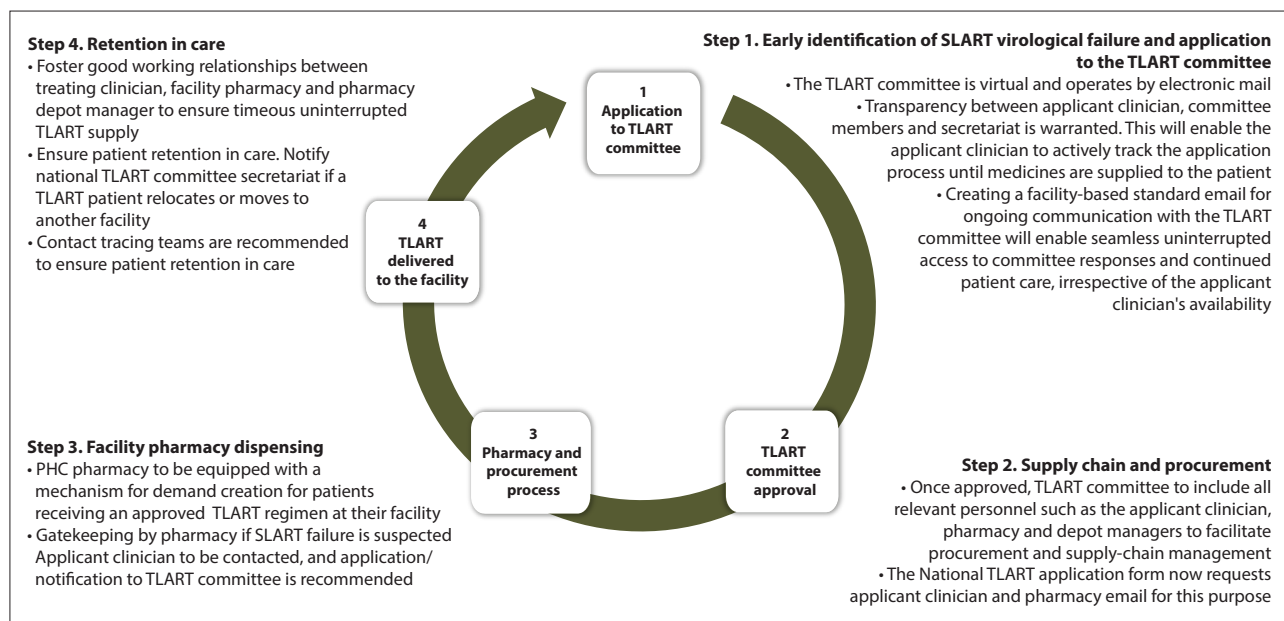 Step 4. Retention in care
• Foster good working relationships between
treating clinician, facility pharmacy and pharmacy
depot manager to ensure timeous uninterrupted
TLART supply
• Ensure patient retention in care. Notify
national TLART committee secretariat if a
TLART patient relocates or moves to
another facility
• Contact tracing teams are recommended
to ensure patient retention in care
Step 1. Early identification of SLART virological failure and application
to the TLART committee
• The TLART committee is virtual and operates by electronic mail
• Transparency between applicant clinician, committee
members and secretariat is warranted. This will enable the
applicant clinician to actively track the application
process until medicines are supplied to the patient
• Creating a facility-based standard email for
ongoing communication with the TLART
committee will enable seamless uninterrupted
access to committee responses and continued
patient care, irrespective of the applicant
clinician's availability
1
Application
to TLART
committee
4
TLART
delivered
to the facility
3
Pharmacy and
procurement
process
2
TLART
committee
approval
Step 3. Facility pharmacy dispensing
• PHC pharmacy to be equipped with a
mechanism for demand creation for patients
receiving an approved TLART regimen at their facility
• Gatekeeping by pharmacy if SLART failure is suspected
Applicant clinician to be contacted, and application/
notification to TLART committee is recommended
Step 2. Supply chain and procurement
• Once approved, TLART committee to include all
relevant personnel such as the applicant clinician,
pharmacy and depot managers to facilitate
procurement and supply-chain management
• The National TLART application form now requests
applicant clinician and pharmacy email for this purpose